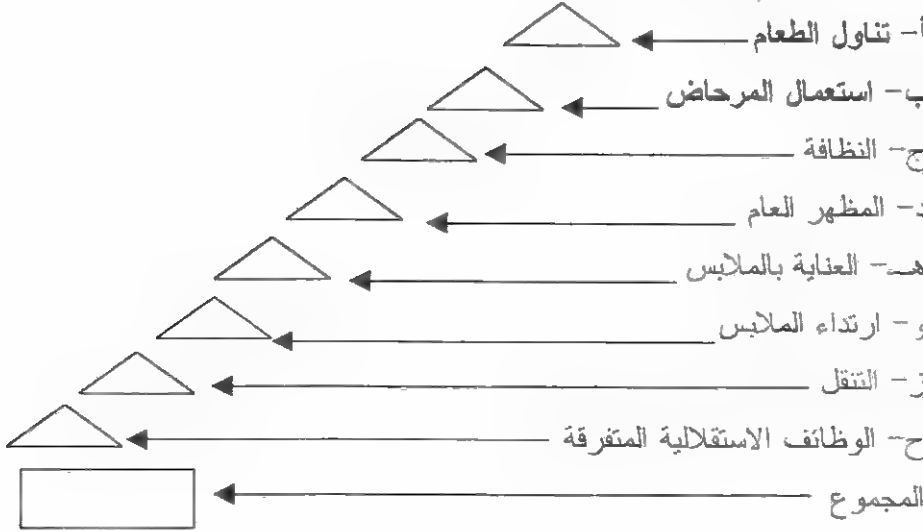 أ- تناول الطعام
ب- استعمال المرحاض
ج- النظافة
د- المظهر العام
هـ- العناية بالملابس
و- ارتداء الملابس
ز- التنقل
ح- الوظائف الاستقلالية المتفرقة
المجموع